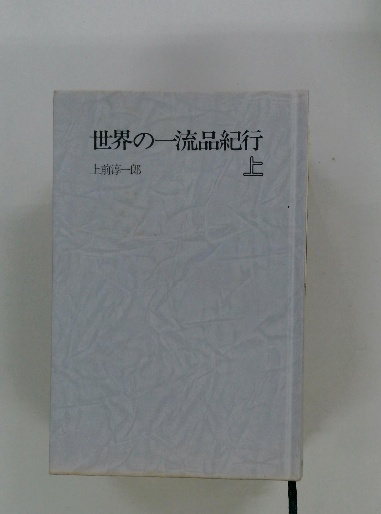 世界の一流品紀行
上
上前淳一郎